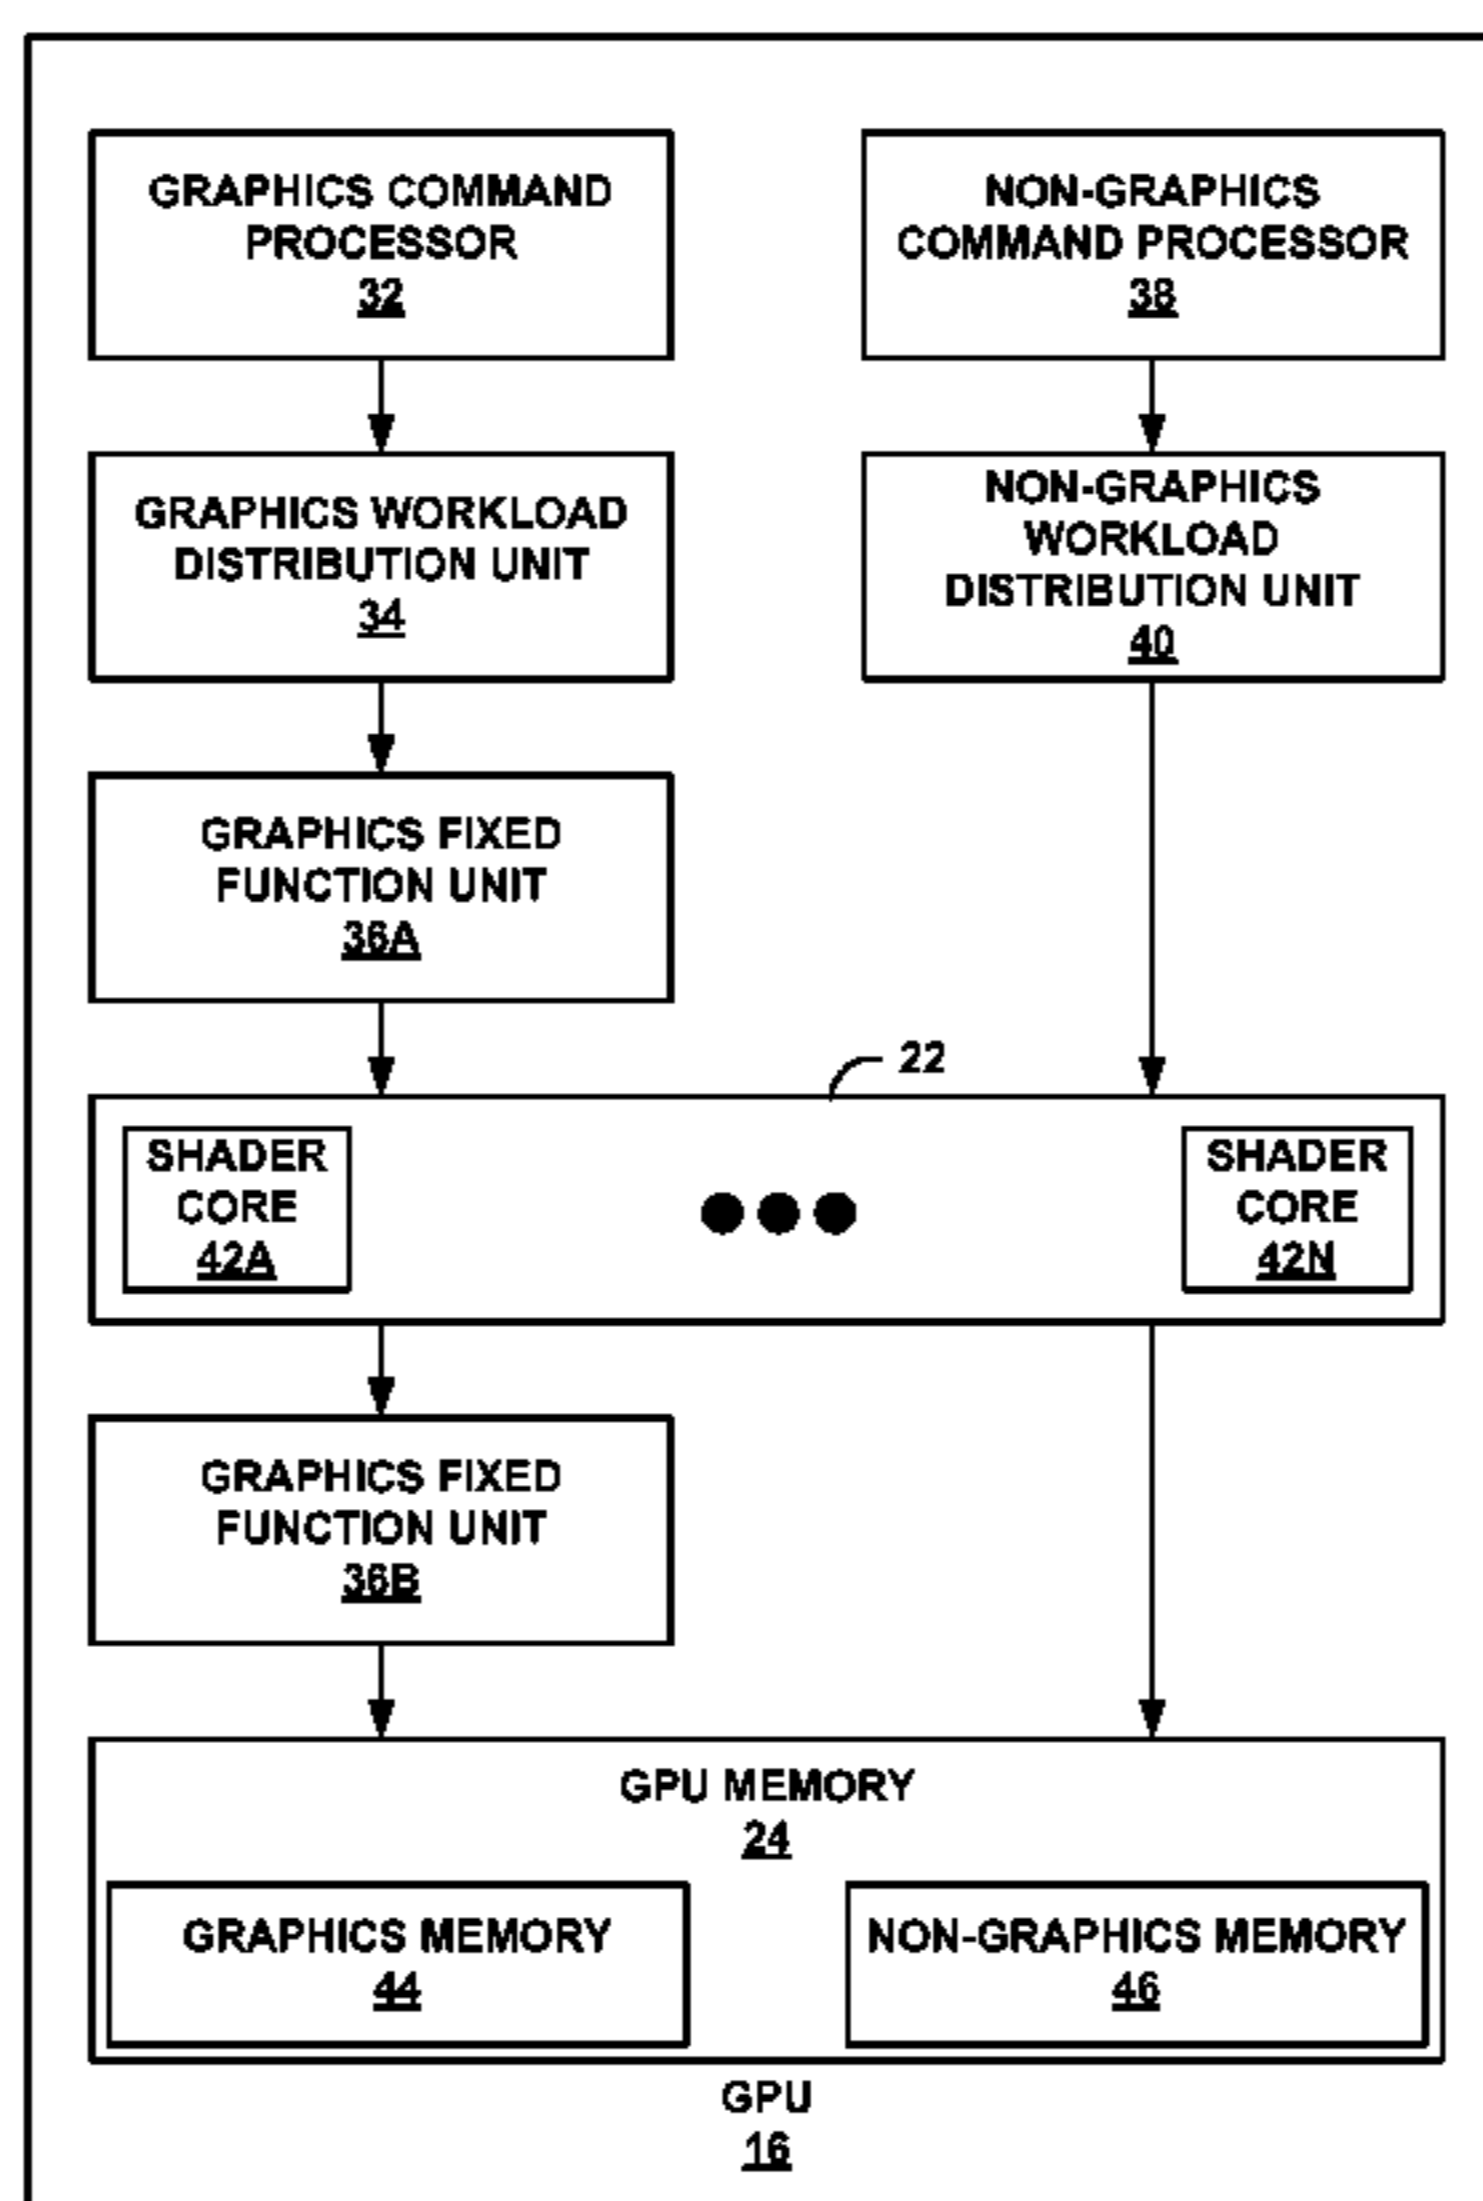 GRAPHICS COMMAND
PROCESSOR
32
NON-GRAPHICS
COMMAND PROCESSOR
38
GRAPHICS WORKLOAD
DISTRIBUTION UNIT
34
NON-GRAPHICS
WORKLOAD
DISTRIBUTION UNIT
40
GRAPHICS FIXED
FUNCTION UNIT
36A
22
SHADER
CORE
42A
SHADER
CORE
42N
GRAPHICS FIXED
FUNCTION UNIT
36B
GPU MEMORY
24
GRAPHICS MEMORY
44
NON-GRAPHICS MEMORY
46
GPU
16